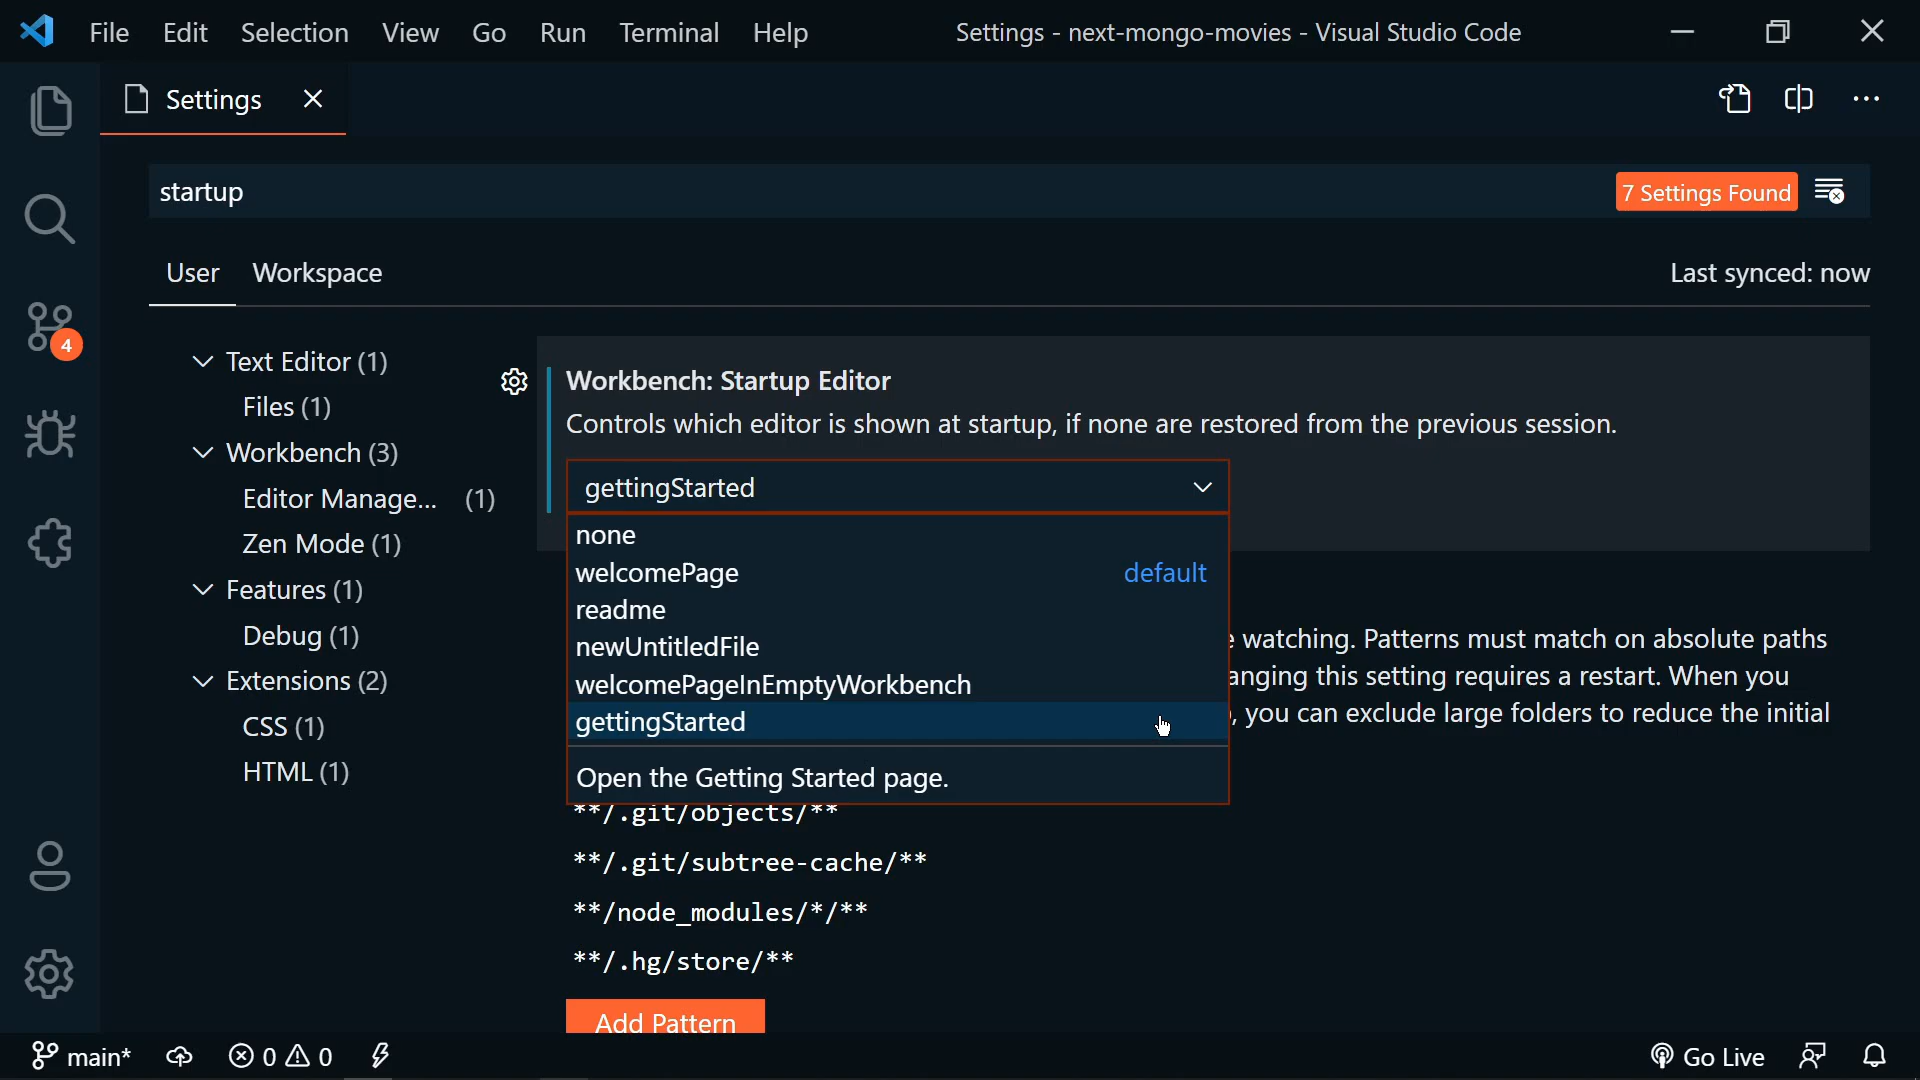 File Edit Selection View Go Run Terminal Help Settings - next-mongo-movies - Visual Studio Code
Settings
startup 7 Settings Found
User Workspace Last synced: now
4
Text Editor (1)
Files (1)
Workbench (3)
Editor Manage... (1)
Zen Mode (1)
Features (1)
Debug (1)
Extensions (2)
CSS (1)
HTML (1)
Workbench: Startup Editor
Controls which editor is shown at startup, if none are restored from the previous session.
gettingStarted
none
welcomePage default
readme
newUntitledFile
welcomePageInEmptyWorkbench
gettingStarted
Open the Getting Started page.
watching. Patterns must match on absolute paths
anging this setting requires a restart. When you
, you can exclude large folders to reduce the initial
**/.git/objects/**
**/.git/subtree-cache/**
**/node_modules/*/**
**/.hg/store/**
Add Pattern
main* 0 0 Go Live